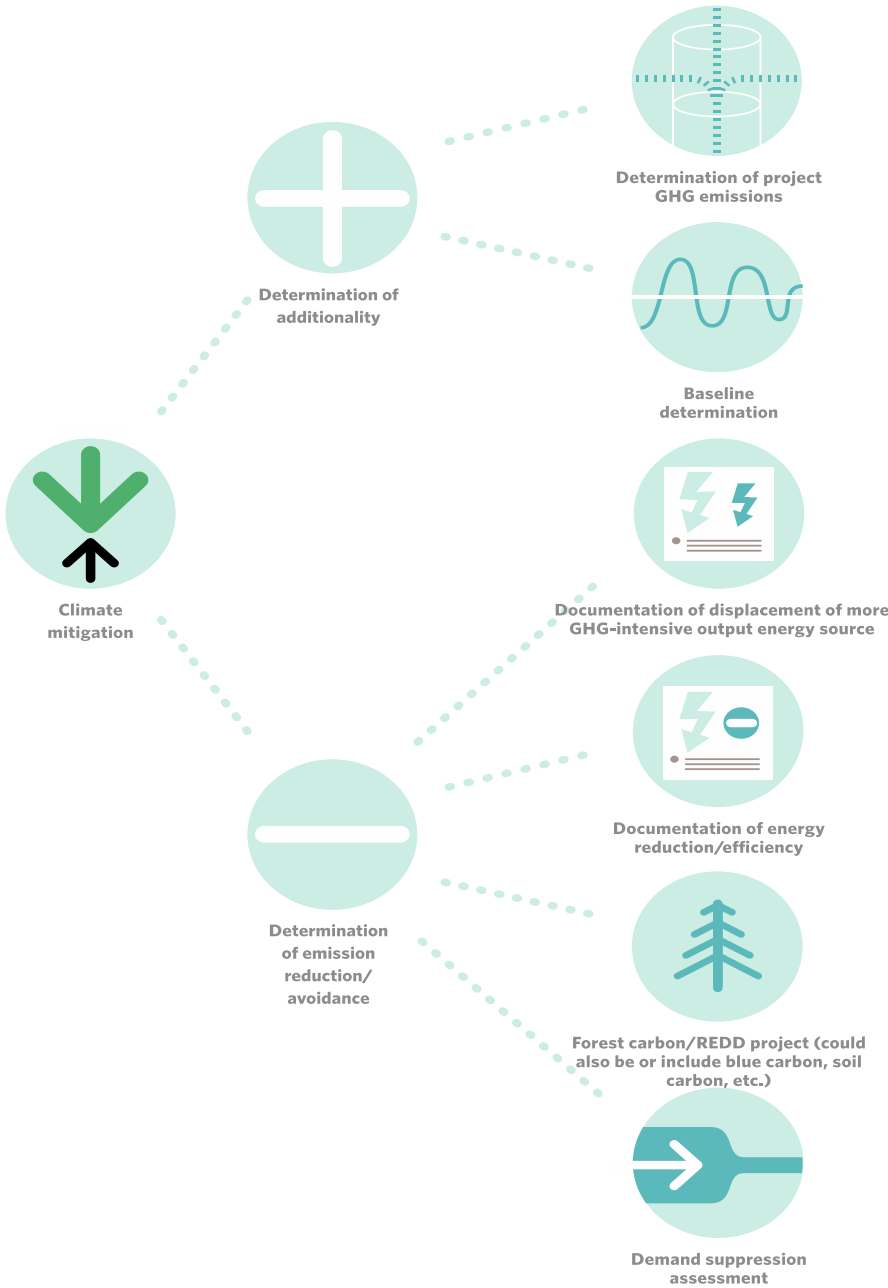 Determination of project
GHG emissions
Determination of
additionality
Baseline
determination
Climate
mitigation
Documentation of displacement of more
GHG-intensive output energy source
Documentation of energy
reduction/efficiency
Determination
of emission
reduction/
avoidance
Forest carbon/REDD project (could
also be or include blue carbon, soil
carbon, etc.)
Demand suppression
assessment